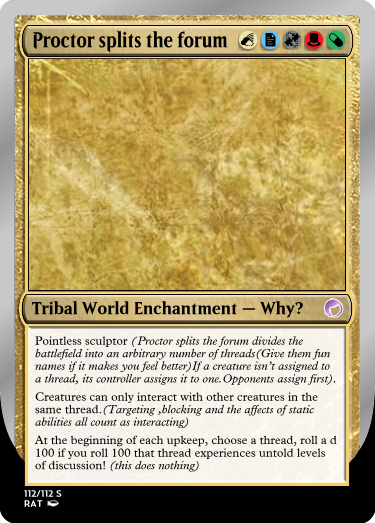 Proctor splits the forum
Tribal World Enchantment — Why?
Pointless sculptor (Proctor splits the forum divides the
battlefield into an arbitrary number of threads(Give them fun
names if it makes you feel better)If a creature isn't assigned to
a thread, its controller assigns it to one.Opponents assign first).
Creatures can only interact with other creatures in the
same thread.(Targeting ,blocking and the affects of static
abilities all count as interacting)
At the beginning of each upkeep, choose a thread, roll a d
100 if you roll 100 that thread experiences untold levels
of discussion! (this does nothing)
112/112 S
RAT